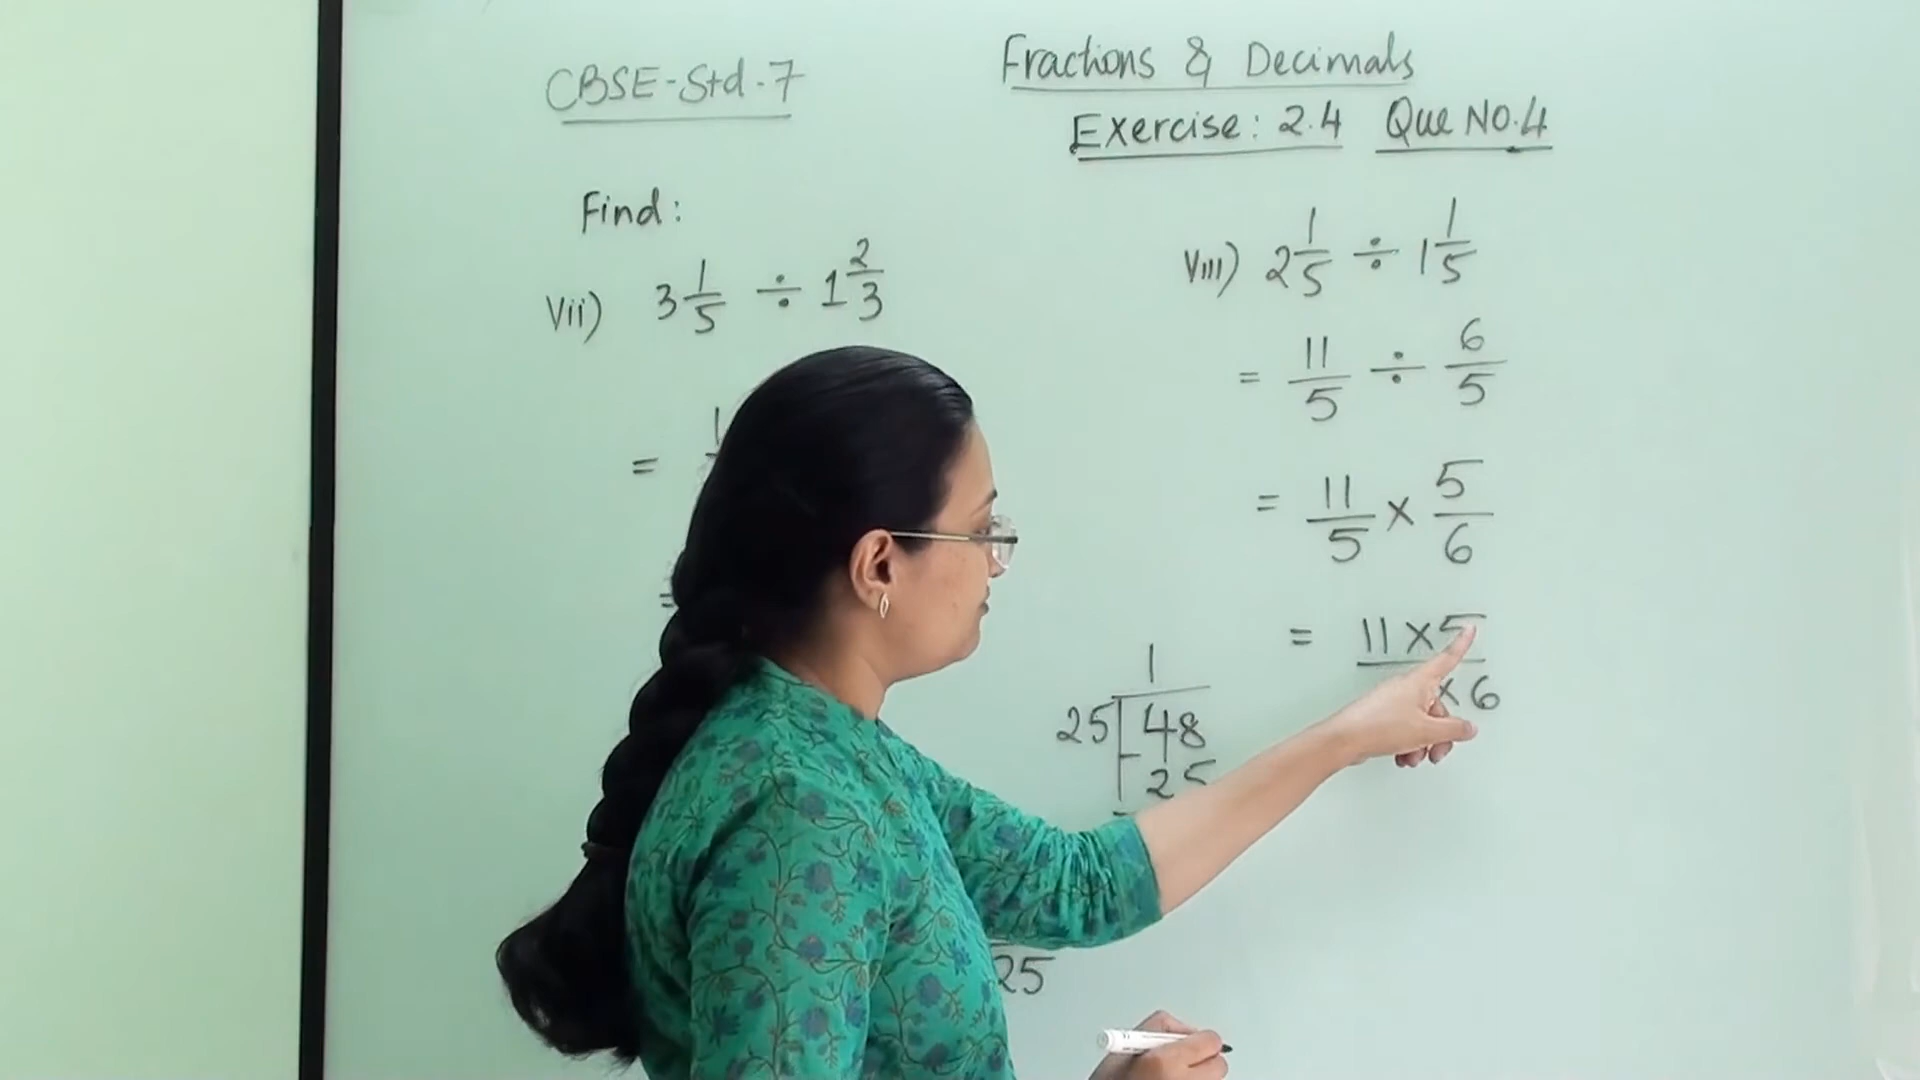 CBSE-Std-7
Fractions & Decimals
Exercise: 2.4 Que NO.4
Find:
Vii) 3 1/5 ÷ 1 2/3
=
=
1
25 48
- 25
25
Viii) 2 1/5 ÷ 1 1/5
= 11/5 ÷ 6/5
= 11/5 × 5/6
= 11 × 5
× 6